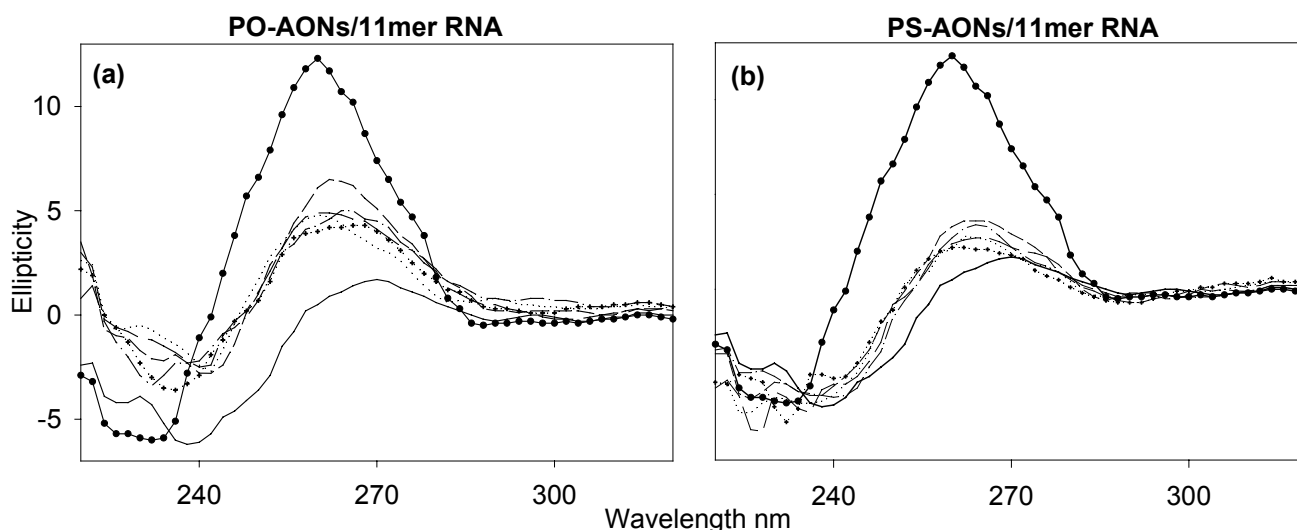 PO-AONs/11mer RNA
PS-AONs/11mer RNA
(a)
(b)
Ellipticity
10
5
0
-5
240 270 300
240 270 300
Wavelength nm